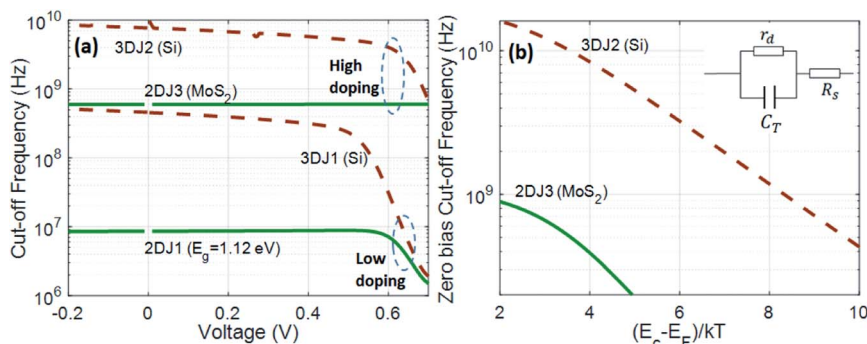 (a)
3DJ2 (Si)
High
doping
2DJ3 (MoS2)
3DJ1 (Si)
2DJ1 (Eg=1.12 eV)
Low
doping
Cut-off Frequency (Hz)
10^10
10^9
10^8
10^7
10^6
-0.2
0
0.2
0.4
0.6
Voltage (V)
(b)
3DJ2 (Si)
rd
CT
Rs
2DJ3 (MoS2)
Zero bias Cut-off Frequency (Hz)
10^10
10^9
2
4
6
8
10
(Ec-EF)/kT